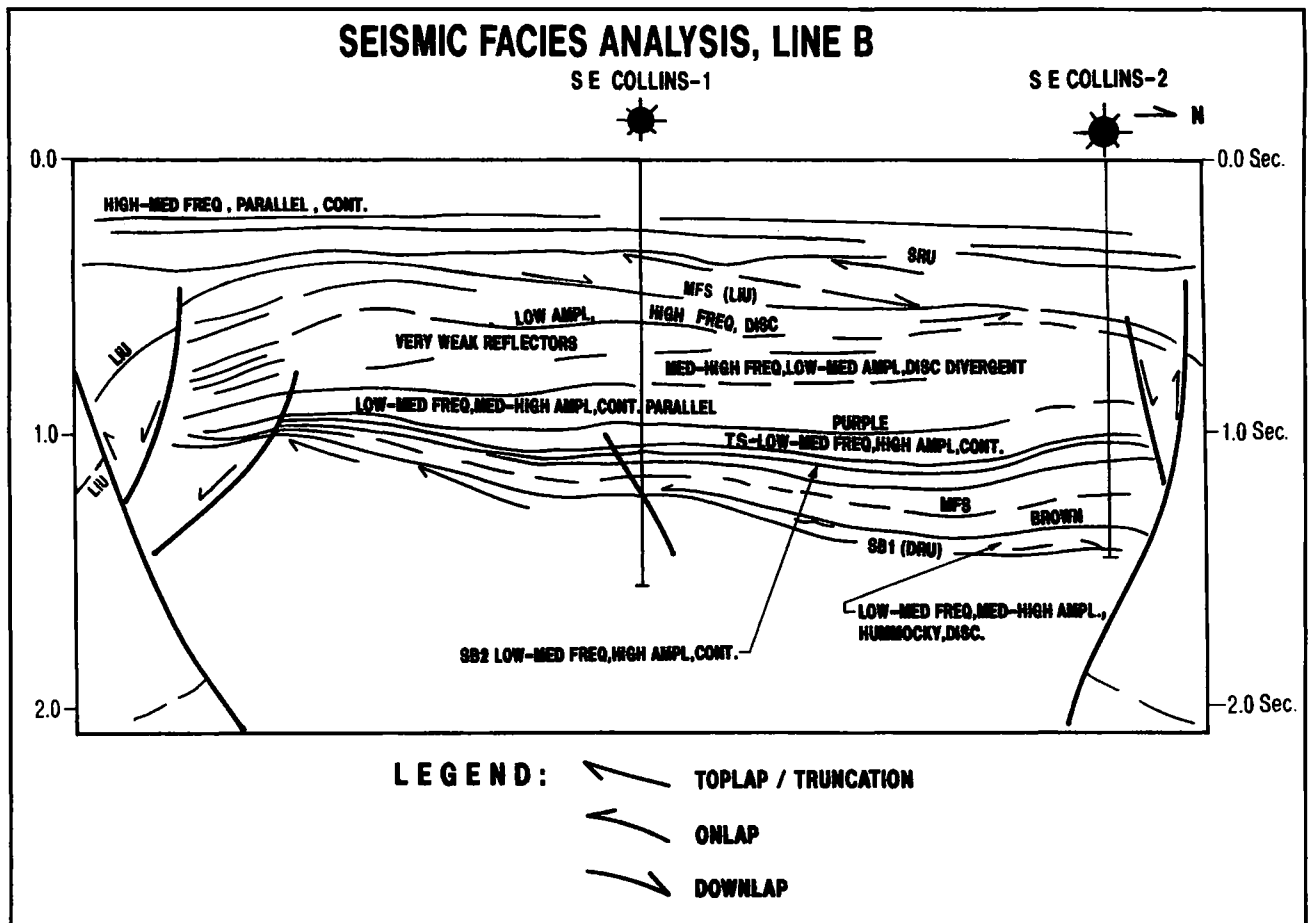 SEISMIC FACIES ANALYSIS, LINE B
S E COLLINS-1
S E COLLINS-2
N
0.0
0.0 Sec.
HIGH-MED FREQ, PARALLEL, CONT.
SRU
MFS (LIU)
LOW AMPL, HIGH FREQ, DISC
LIU
VERY WEAK REFLECTORS
MED-HIGH FREQ, LOW-MED AMPL, DISC DIVERGENT
LOW-MED FREQ, MED-HIGH AMPL, CONT. PARALLEL
PURPLE
1.0
1.0 Sec.
T.S-LOW-MED FREQ, HIGH AMPL, CONT.
LIU
MFS
BROWN
SB1 (DRU)
LOW-MED FREQ, MED-HIGH AMPL.,
HUMMOCKY, DISC.
SB2 LOW-MED FREQ, HIGH AMPL, CONT.
2.0
2.0 Sec.
LEGEND:
TOPLAP / TRUNCATION
ONLAP
DOWNLAP